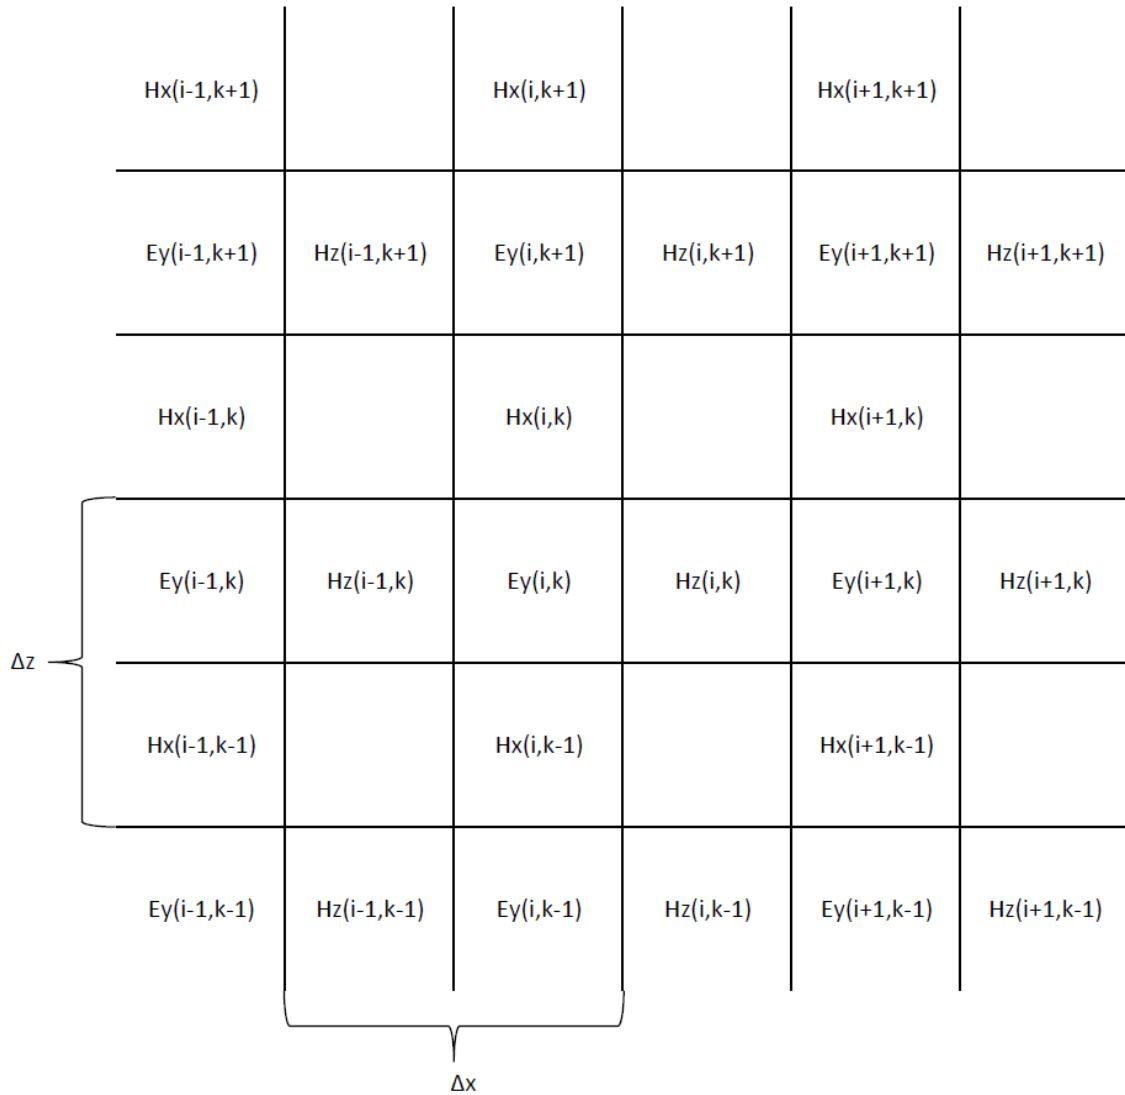 Hx(i-1,k+1) Hx(i,k+1) Hx(i+1,k+1)
Ey(i-1,k+1) Hz(i-1,k+1) Ey(i,k+1) Hz(i,k+1) Ey(i+1,k+1) Hz(i+1,k+1)
Hx(i-1,k) Hx(i,k) Hx(i+1,k)
Ey(i-1,k) Hz(i-1,k) Ey(i,k) Hz(i,k) Ey(i+1,k) Hz(i+1,k)
Δz
Hx(i-1,k-1) Hx(i,k-1) Hx(i+1,k-1)
Ey(i-1,k-1) Hz(i-1,k-1) Ey(i,k-1) Hz(i,k-1) Ey(i+1,k-1) Hz(i+1,k-1)
Δx